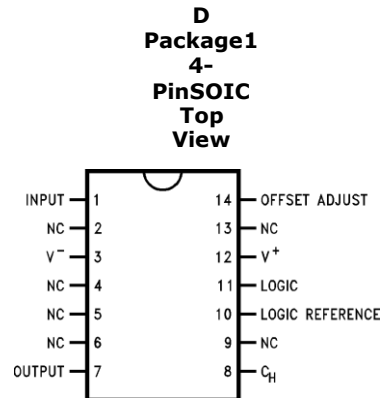 D
Package1
4-
PinSOIC
Top
View
INPUT 1 14 OFFSET ADJUST
NC 2 13 NC
V⁻ 3 12 V⁺
NC 4 11 LOGIC
NC 5 10 LOGIC REFERENCE
NC 6 9 NC
OUTPUT 7 8 C_H